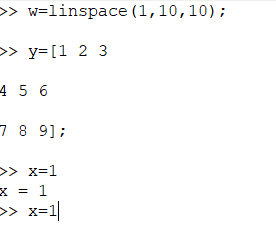 >> w=linspace(1,10,10);
>> y=[1 2 3
4 5 6
7 8 9];
>> x=1
x = 1
>> x=1